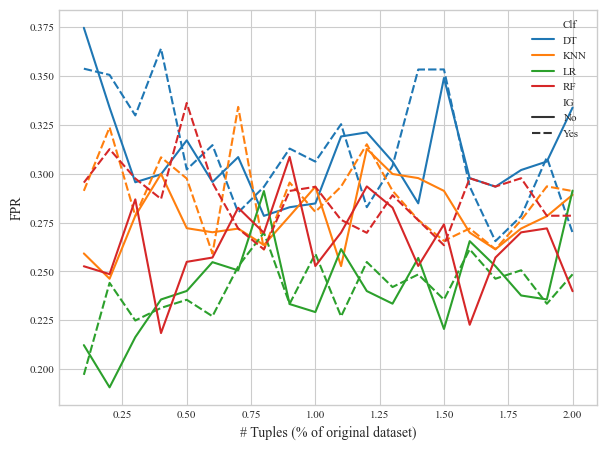 FPR
0.375
0.350
0.325
0.300
0.275
0.250
0.225
0.200
0.25
0.50
0.75
1.00
1.25
1.50
1.75
2.00
# Tuples (% of original dataset)
Clf
DT
KNN
LR
RF
IG
No
Yes